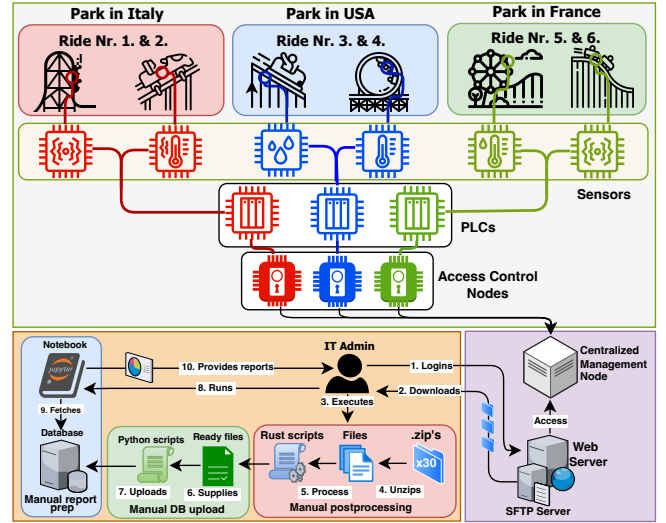 Park in Italy
Park in USA
Park in France
Ride Nr. 1. & 2.
Ride Nr. 3. & 4.
Ride Nr. 5. & 6.
Sensors
PLCs
Access Control
Nodes
Notebook
jupyter
10. Provides reports
IT Admin
1. Logins
8. Runs
2. Downloads
3. Executes
Centralized
Management
Node
9. Fetches
Access
Database
Python scripts
Ready files
Rust scripts
Files
.zip's
x30
Web
Server
7. Uploads
6. Supplies
5. Process
4. Unzips
Manual report
prep
Manual DB upload
Manual postprocessing
SFTP Server